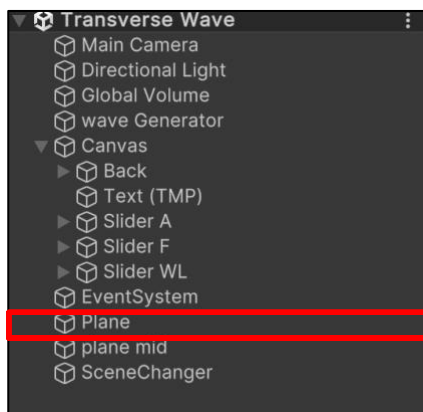 Transverse Wave
Main Camera
Directional Light
Global Volume
wave Generator
Canvas
Back
Text (TMP)
Slider A
Slider F
Slider WL
EventSystem
Plane
plane mid
SceneChanger